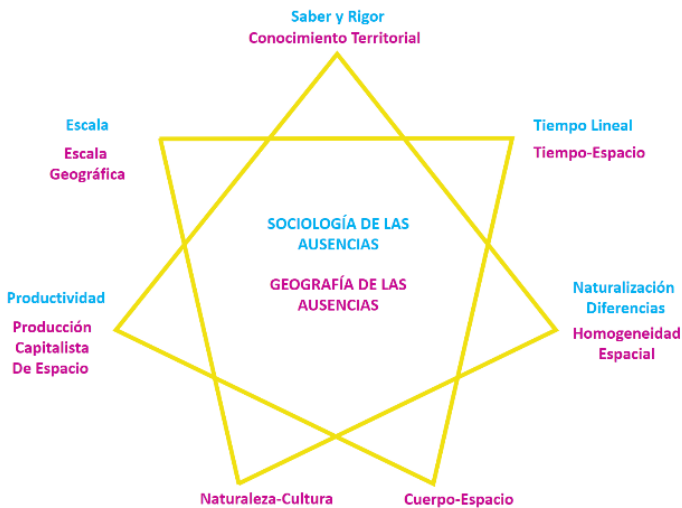 Saber y Rigor
Conocimiento Territorial
Escala
Escala
Geográfica
Tiempo Lineal
Tiempo-Espacio
SOCIOLOGÍA DE LAS
AUSENCIAS
GEOGRAFÍA DE LAS
AUSENCIAS
Productividad
Producción
Capitalista
De Espacio
Naturalización
Diferencias
Homogeneidad
Espacial
Naturaleza-Cultura
Cuerpo-Espacio